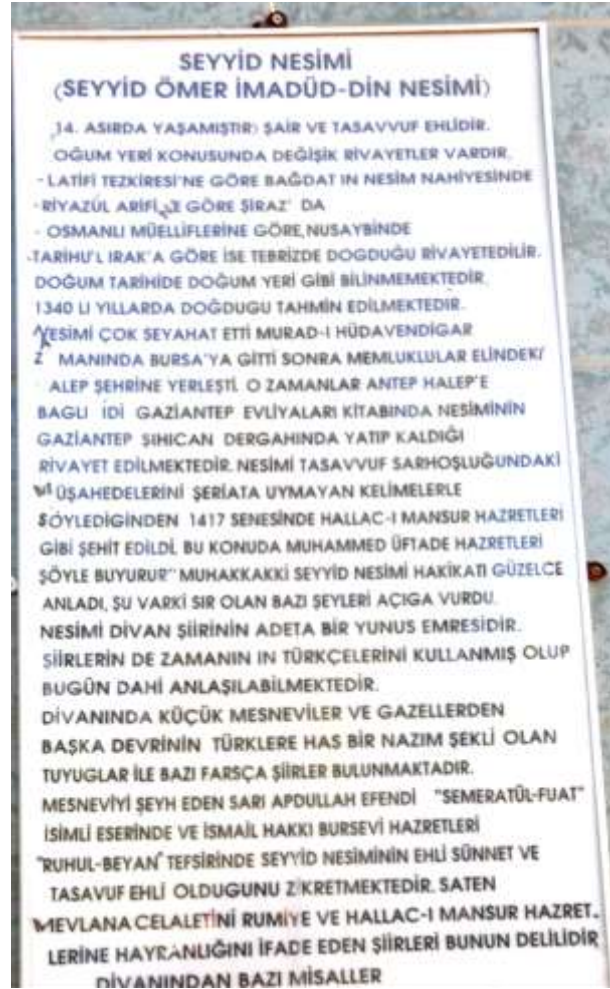 SEYYİD NESİMİ
(SEYYİD ÖMER İMADÜD-DİN NESİMİ)
14. ASIRDA YAŞAMIŞTIR) ŞAİR VE TASAVVUF EHLİDİR.
OĞUM YERİ KONUSUNDA DEĞİŞİK RİVAYETLER VARDIR.
- LATİFİ TEZKİRESİ'NE GÖRE BAĞDAT IN NESİM NAHİYESİNDE
- RİYAZÜL ARİFİ E GÖRE ŞİRAZ' DA
- OSMANLI MÜELLİFLERİNE GÖRE, NUSAYBİNDE
-TARİHU'L IRAK'A GÖRE İSE TEBRİZDE DOGDUĞU RİVAYETEDİLİR.
DOĞUM TARİHİDE DOĞUM YERİ GİBİ BİLİNMEMEKTEDİR.
1340 LI YILLARDA DOĞDUGU TAHMİN EDİLMEKTEDİR.
NESİMİ ÇOK SEYAHAT ETTİ MURAD-I HÜDAVENDİGAR
Z MANINDA BURSA'YA GİTTİ SONRA MEMLUKLULAR ELİNDEKİ
ALEP ŞEHRİNE YERLEŞTİ. O ZAMANLAR ANTEP HALEP'E
BAGLI İDİ GAZİANTEP EVLİYALARI KİTABINDA NESİMİNİN
GAZİANTEP SIHICAN DERGAHINDA YATIP KALDIĞI
RİVAYET EDİLMEKTEDİR. NESİMİ TASAVVUF SARHOŞLUĞUNDAKİ
MÜŞAHEDELERİNİ ŞERİATA UYMAYAN KELİMELERLE
SÖYLEDİGİNDEN 1417 SENESİNDE HALLAC-I MANSUR HAZRETLERİ
GİBİ ŞEHİT EDİLDİ. BU KONUDA MUHAMMED ÜFTADE HAZRETLERİ
ŞÖYLE BUYURUR" MUHAKKAKKİ SEYYİD NESİMİ HAKİKATI GÜZELCE
ANLADI, ŞU VARKİ SIR OLAN BAZI ŞEYLERİ AÇIGA VURDU.
NESİMİ DİVAN ŞİİRİNİN ADETA BİR YUNUS EMRESİDİR.
ŞİİRLERİN DE ZAMANIN IN TÜRKÇELERİNİ KULLANMIŞ OLUP
BUGÜN DAHİ ANLAŞILABİLMEKTEDİR.
DİVANINDA KÜÇÜK MESNEVİLER VE GAZELLERDEN
BAŞKA DEVRİNİN TÜRKLERE HAS BİR NAZIM ŞEKLİ OLAN
TUYUGLAR İLE BAZI FARSÇA ŞİİRLER BULUNMAKTADIR.
MESNEVİYİ ŞEYH EDEN SARI APDULLAH EFENDİ "SEMERATÜL-FUAT"
İSİMLİ ESERİNDE VE İSMAİL HAKKI BURSEVİ HAZRETLERİ
"RUHUL-BEYAN" TEFSİRİNDE SEYYİD NESİMİNİN EHLİ SÜNNET VE
TASAVUF EHLİ OLDUGUNU ZİKRETMEKTEDİR. SATEN
MEVLANA CELALETİNİ RUMİYE VE HALLAC-I MANSUR HAZRET.
LERİNE HAYRANLIĞINI İFADE EDEN ŞİİRLERİ BUNUN DELİLİDİR
DİVANINDAN BAZI MİSALLER